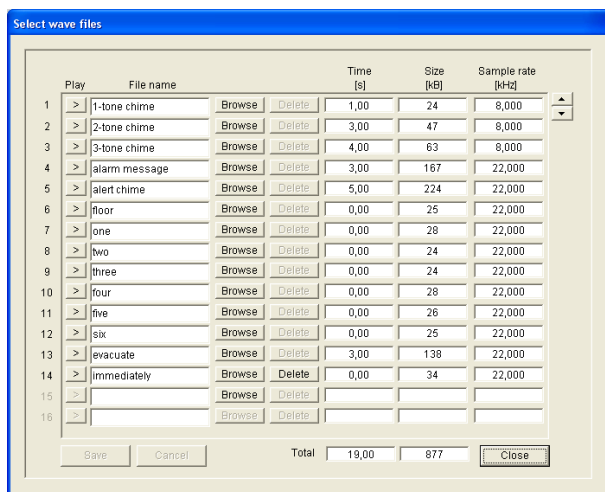 Select wave files
Time Size Sample rate
Play File name [s] [kB] [kHz]
1 > 1-tone chime Browse Delete 1,00 24 8,000
2 > 2-tone chime Browse Delete 3,00 47 8,000
3 > 3-tone chime Browse Delete 4,00 63 8,000
4 > alarm message Browse Delete 3,00 167 22,000
5 > alert chime Browse Delete 5,00 224 22,000
6 > floor Browse Delete 0,00 25 22,000
7 > one Browse Delete 0,00 28 22,000
8 > two Browse Delete 0,00 24 22,000
9 > three Browse Delete 0,00 24 22,000
10 > four Browse Delete 0,00 28 22,000
11 > five Browse Delete 0,00 26 22,000
12 > six Browse Delete 0,00 25 22,000
13 > evacuate Browse Delete 3,00 138 22,000
14 > immediately Browse Delete 0,00 34 22,000
15 > Browse Delete
16 > Browse Delete
Save Cancel Total 19,00 877 Close